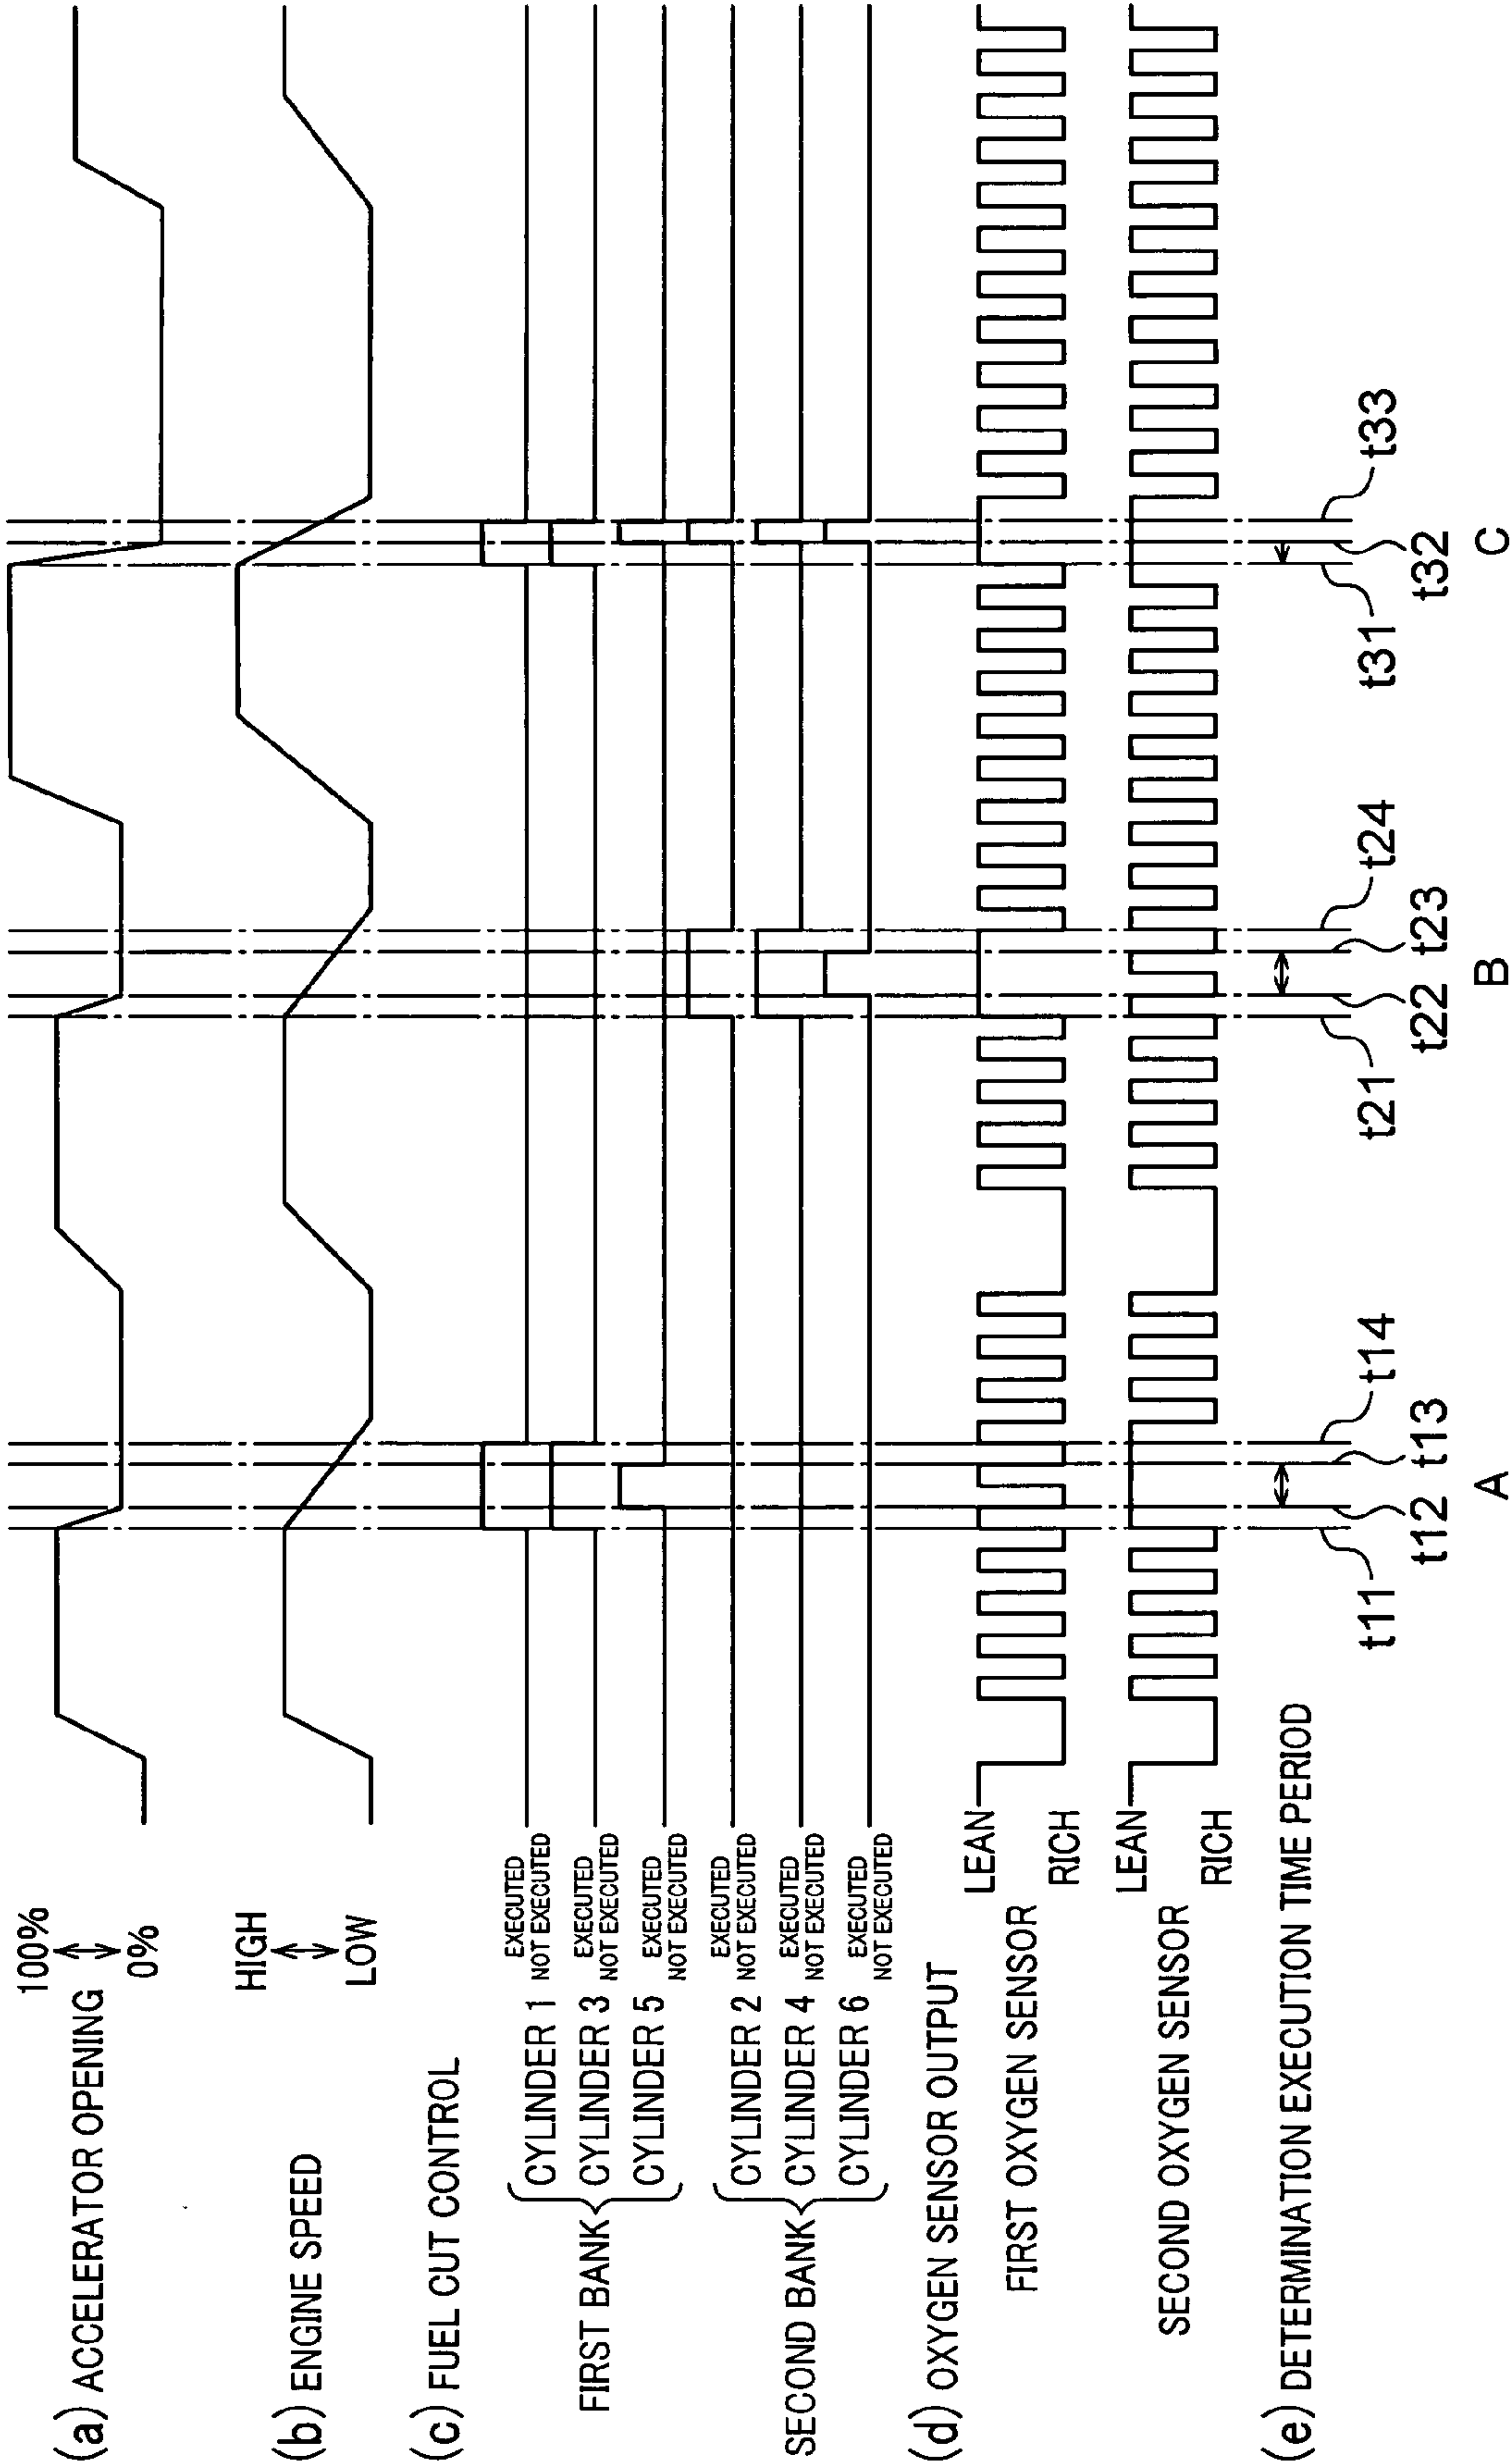 (a) ACCELERATOR OPENING
100%
0%
(b) ENGINE SPEED
HIGH
LOW
(c) FUEL CUT CONTROL
FIRST BANK
CYLINDER 1
EXECUTED
NOT EXECUTED
CYLINDER 3
EXECUTED
NOT EXECUTED
CYLINDER 5
EXECUTED
NOT EXECUTED
SECOND BANK
CYLINDER 2
EXECUTED
NOT EXECUTED
CYLINDER 4
EXECUTED
NOT EXECUTED
CYLINDER 6
EXECUTED
NOT EXECUTED
(d) OXYGEN SENSOR OUTPUT
FIRST OXYGEN SENSOR
LEAN
RICH
SECOND OXYGEN SENSOR
LEAN
RICH
(e) DETERMINATION EXECUTION TIME PERIOD
t11
t12
t13
t14
A
t21
t22
t23
t24
B
t31
t32
t33
C